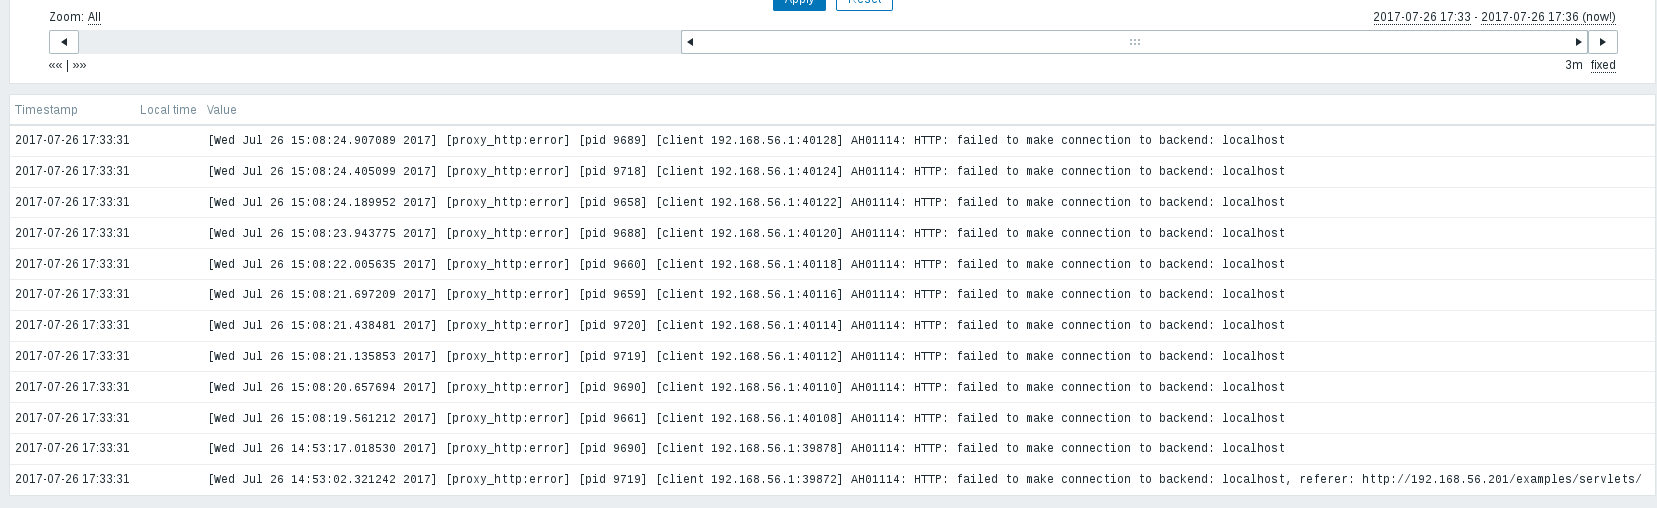 Apply Reset
Zoom: All 2017-07-26 17:33 - 2017-07-26 17:36 (now!)
«« | »» 3m fixed
Timestamp Local time Value
2017-07-26 17:33:31 [Wed Jul 26 15:08:24.907089 2017] [proxy_http:error] [pid 9689] [client 192.168.56.1:40128] AH01114: HTTP: failed to make connection to backend: localhost
2017-07-26 17:33:31 [Wed Jul 26 15:08:24.405099 2017] [proxy_http:error] [pid 9718] [client 192.168.56.1:40124] AH01114: HTTP: failed to make connection to backend: localhost
2017-07-26 17:33:31 [Wed Jul 26 15:08:24.189952 2017] [proxy_http:error] [pid 9658] [client 192.168.56.1:40122] AH01114: HTTP: failed to make connection to backend: localhost
2017-07-26 17:33:31 [Wed Jul 26 15:08:23.943775 2017] [proxy_http:error] [pid 9688] [client 192.168.56.1:40120] AH01114: HTTP: failed to make connection to backend: localhost
2017-07-26 17:33:31 [Wed Jul 26 15:08:22.005635 2017] [proxy_http:error] [pid 9660] [client 192.168.56.1:40118] AH01114: HTTP: failed to make connection to backend: localhost
2017-07-26 17:33:31 [Wed Jul 26 15:08:21.697209 2017] [proxy_http:error] [pid 9659] [client 192.168.56.1:40116] AH01114: HTTP: failed to make connection to backend: localhost
2017-07-26 17:33:31 [Wed Jul 26 15:08:21.438481 2017] [proxy_http:error] [pid 9720] [client 192.168.56.1:40114] AH01114: HTTP: failed to make connection to backend: localhost
2017-07-26 17:33:31 [Wed Jul 26 15:08:21.135853 2017] [proxy_http:error] [pid 9719] [client 192.168.56.1:40112] AH01114: HTTP: failed to make connection to backend: localhost
2017-07-26 17:33:31 [Wed Jul 26 15:08:20.657694 2017] [proxy_http:error] [pid 9690] [client 192.168.56.1:40110] AH01114: HTTP: failed to make connection to backend: localhost
2017-07-26 17:33:31 [Wed Jul 26 15:08:19.561212 2017] [proxy_http:error] [pid 9661] [client 192.168.56.1:40108] AH01114: HTTP: failed to make connection to backend: localhost
2017-07-26 17:33:31 [Wed Jul 26 14:53:17.018530 2017] [proxy_http:error] [pid 9690] [client 192.168.56.1:39878] AH01114: HTTP: failed to make connection to backend: localhost
2017-07-26 17:33:31 [Wed Jul 26 14:53:02.321242 2017] [proxy_http:error] [pid 9719] [client 192.168.56.1:39872] AH01114: HTTP: failed to make connection to backend: localhost, referer: http://192.168.56.201/examples/servlets/